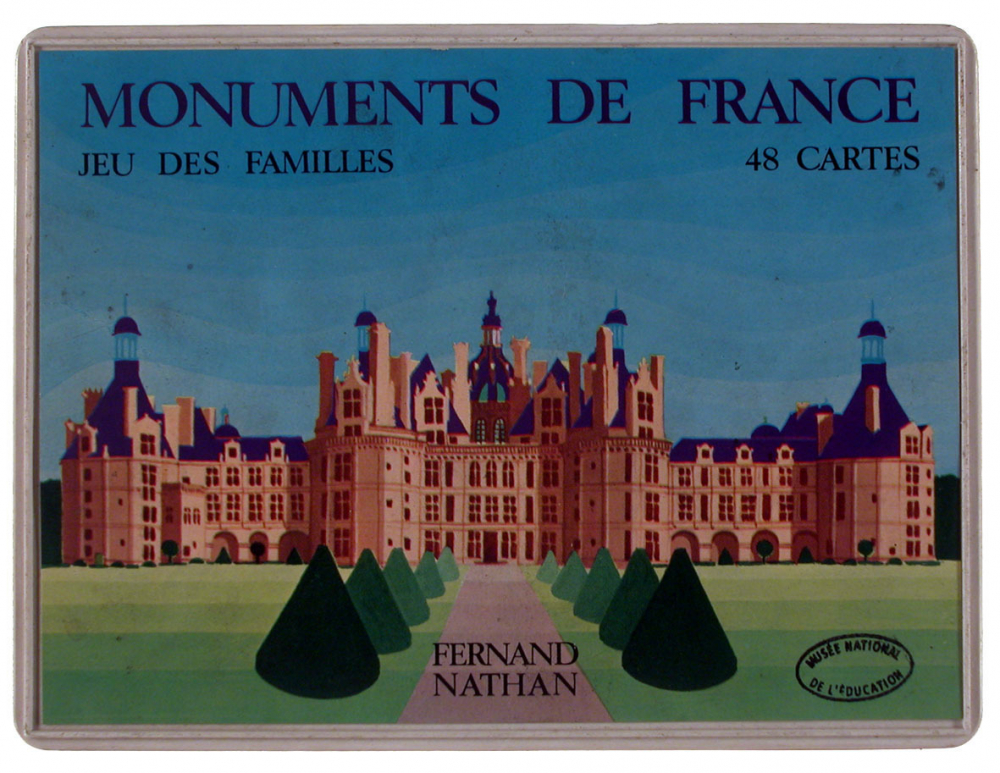 MONUMENTS DE FRANCE
JEU DES FAMILLES
48 CARTES
FERNAND
NATHAN
MUSÉE NATIONAL
DE L'ÉDUCATION